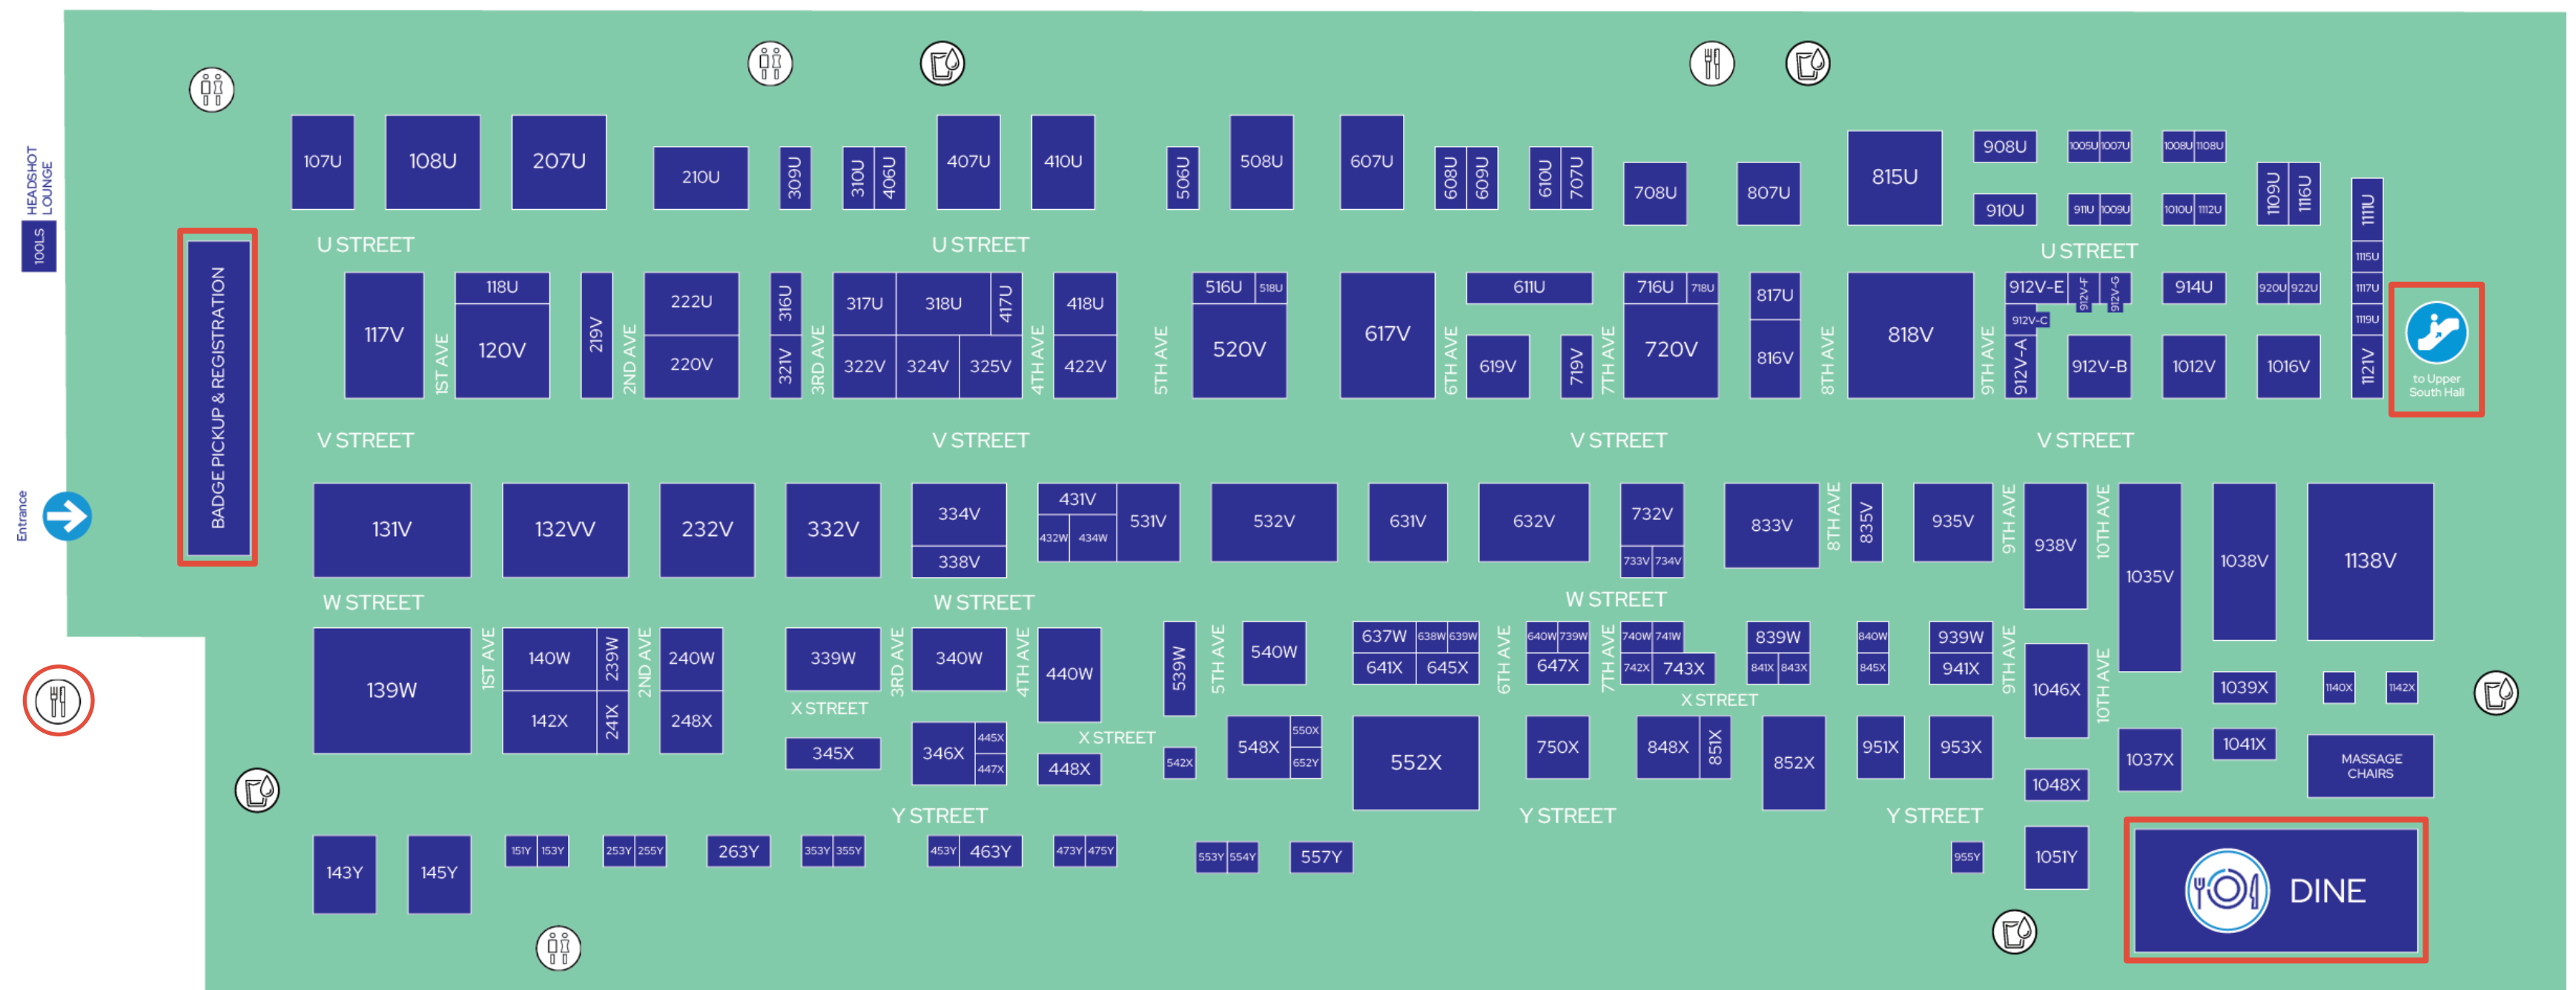 HEADSHOT
LOUNGE
100LS
BADGE PICKUP & REGISTRATION
Entrance
107U
108U
207U
210U
309U
310U
406U
407U
410U
506U
508U
607U
608U
609U
610U
707U
708U
807U
815U
908U
1005U
1007U
1008U
1108U
910U
911U
1009U
1010U
1112U
1109U
1116U
1111U
1115U
1117U
1119U
1121V
U STREET
U STREET
U STREET
117V
1ST AVE
118U
120V
219V
2ND AVE
222U
220V
316U
321V
3RD AVE
317U
318U
417U
322V
324V
325V
4TH AVE
418U
422V
5TH AVE
516U
518U
520V
617V
6TH AVE
611U
619V
719V
7TH AVE
716U
718U
720V
817U
816V
8TH AVE
818V
9TH AVE
912V-E
912V-F
912V-G
912V-C
912V-A
912V-B
914U
1012V
920U
922U
1016V
to Upper
South Hall
V STREET
V STREET
V STREET
V STREET
131V
132VV
232V
332V
334V
338V
431V
432W
434W
531V
532V
631V
632V
732V
733V
734V
833V
8TH AVE
835V
935V
9TH AVE
938V
10TH AVE
1035V
1038V
1138V
W STREET
W STREET
W STREET
139W
1ST AVE
140W
239W
142X
241X
2ND AVE
240W
248X
339W
X STREET
345X
3RD AVE
340W
346X
445X
447X
4TH AVE
440W
X STREET
448X
539W
542X
5TH AVE
540W
548X
550X
652Y
637W
638W
639W
641X
645X
552X
6TH AVE
640W
739W
647X
750X
7TH AVE
740W
741W
742X
743X
X STREET
848X
851X
839W
841X
843X
852X
840W
845X
951X
939W
941X
953X
9TH AVE
1046X
1048X
10TH AVE
1037X
1039X
1041X
1140X
1142X
MASSAGE
CHAIRS
Y STREET
Y STREET
Y STREET
143Y
145Y
151Y
153Y
253Y
255Y
263Y
353Y
355Y
453Y
463Y
473Y
475Y
553Y
554Y
557Y
955Y
1051Y
DINE